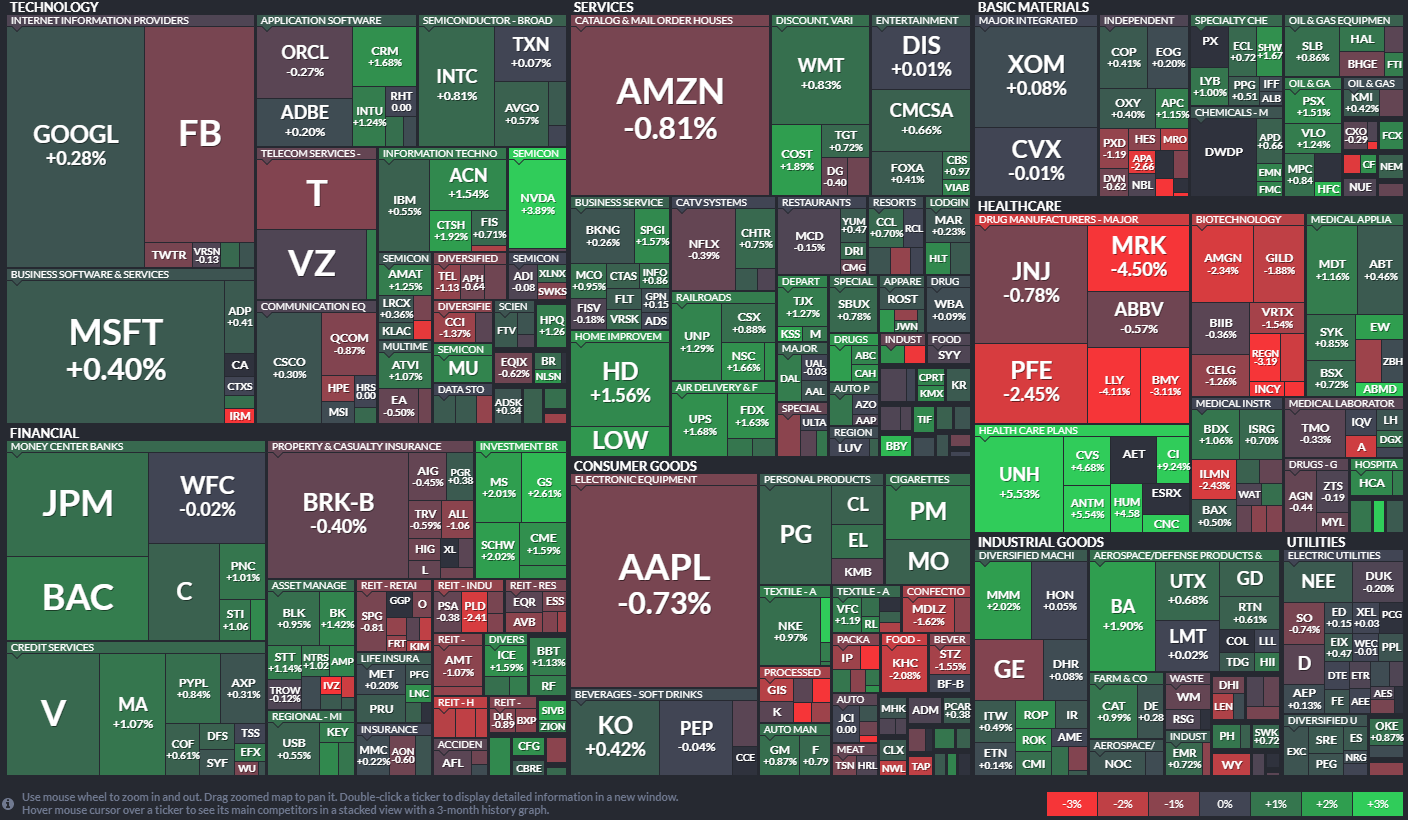 TECHNOLOGY
INTERNET INFORMATION PROVIDERS
GOOGL
+0.28%
FB
TWTR
VRSN
-0.13
BUSINESS SOFTWARE & SERVICES
MSFT
+0.40%
ADP
+0.41
CA
CTXS
IRM
APPLICATION SOFTWARE
ORCL
-0.27%
CRM
+1.68%
ADBE
+0.20%
INTU
+1.24%
RHT
0.00
SEMICONDUCTOR - BROAD
INTC
+0.81%
TXN
+0.07%
AVGO
+0.57%
TELECOM SERVICES -
T
VZ
INFORMATION TECHNO
IBM
+0.55%
ACN
+1.54%
CTSH
+1.92%
FIS
+0.71%
SEMICON
NVDA
+3.89%
COMMUNICATION EQ
CSCO
+0.30%
QCOM
-0.87%
HPE
HRS
0.00
MSI
SEMICON
AMAT
+1.25%
LRCX
+0.36%
KLAC
DIVERSIFIED
TEL
-1.13
APH
-0.64
SEMICON
ADI
-0.08
XLNX
SWKS
DIVERSIFIE
CCI
-1.37%
SCIEN
FTV
HPQ
+1.26
MULTIME
ATVI
+1.07%
EA
-0.50%
SEMICON
MU
DATA STO
EQIX
-0.62%
BR
NLSN
ADSK
+0.34
FINANCIAL
MONEY CENTER BANKS
JPM
WFC
-0.02%
BAC
C
PNC
+1.01%
STI
+1.06
CREDIT SERVICES
V
MA
+1.07%
PYPL
+0.84%
AXP
+0.31%
COF
+0.61%
DFS
TSS
SYF
EFX
WU
PROPERTY & CASUALTY INSURANCE
BRK-B
-0.40%
AIG
-0.45%
PGR
+0.38
TRV
-0.59%
ALL
-1.06
HIG
XL
L
INVESTMENT BR
MS
+2.01%
GS
+2.61%
SCHW
+2.02%
CME
+1.59%
ASSET MANAGE
BLK
+0.95%
BK
+1.42%
STT
+1.14%
NTRS
+1.02
AMP
TROW
-0.12%
IVZ
REGIONAL - MI
USB
+0.55%
KEY
REIT - RETAI
SPG
-0.81
GGP
O
FRT
KIM
LIFE INSURA
MET
+0.20%
PFG
LNC
PRU
INSURANCE
MMC
+0.22%
AON
-0.60
REIT - INDU
PSA
-0.38
PLD
-2.41
REIT - RES
EQR
ESS
AVB
REIT -
AMT
-1.07%
DIVERS
ICE
+1.59%
BBT
+1.13%
RF
REIT - H
REIT -
DLR
-0.89
BXP
SIVB
ZION
ACCIDEN
AFL
CFG
CBRE
SERVICES
CATALOG & MAIL ORDER HOUSES
AMZN
-0.81%
DISCOUNT, VARI
WMT
+0.83%
COST
+1.89%
TGT
+0.72%
DG
-0.40
ENTERTAINMENT
DIS
+0.01%
CMCSA
+0.66%
FOXA
+0.41%
CBS
+0.97
VIAB
BUSINESS SERVICE
BKNG
+0.26%
SPGI
+1.57%
MCO
+0.95%
CTAS
INFO
+0.86
FISV
-0.18%
FLT
GPN
+0.15
VRSK
ADS
CATV SYSTEMS
NFLX
-0.39%
CHTR
+0.75%
RESTAURANTS
MCD
-0.15%
YUM
+0.47
DRI
CMG
RESORTS
CCL
+0.70%
RCL
LODGIN
MAR
+0.23%
HLT
RAILROADS
UNP
+1.29%
CSX
+0.88%
NSC
+1.66%
DEPART
TJX
+1.27%
KSS
M
SPECIAL
SBUX
+0.78%
APPARE
ROST
JWN
DRUG
WBA
+0.09%
HOME IMPROVEM
HD
+1.56%
LOW
AIR DELIVERY & F
UPS
+1.68%
FDX
+1.63%
MAJOR
DAL
UAL
-0.03
AAL
DRUGS
ABC
CAH
INDUST
FOOD
SYY
SPECIAL
ULTA
AUTO P
AZO
AAP
CPRT
KMX
KR
REGION
LUV
TIF
BBY
CONSUMER GOODS
ELECTRONIC EQUIPMENT
AAPL
-0.73%
PERSONAL PRODUCTS
PG
CL
EL
KMB
CIGARETTES
PM
MO
TEXTILE - A
NKE
+0.97%
TEXTILE - A
VFC
+1.19
RL
CONFECTIO
MDLZ
-1.62%
PACKA
IP
FOOD -
KHC
-2.08%
BEVER
STZ
-1.55%
BF-B
PROCESSED
GIS
K
BEVERAGES - SOFT DRINKS
KO
+0.42%
PEP
-0.04%
CCE
AUTO
JCI
0.00
MHK
ADM
PCAR
+0.38
AUTO MAN
GM
+0.87%
F
+0.79
MEAT
TSN
HRL
CLX
NWL
TAP
BASIC MATERIALS
MAJOR INTEGRATED
XOM
+0.08%
CVX
-0.01%
INDEPENDENT
COP
+0.41%
EOG
+0.20%
OXY
+0.40%
APC
+1.15%
PXD
-1.19
HES
MRO
APA
-2.66
DVN
-0.62
NBL
SPECIALTY CHE
PX
ECL
+0.72
SHW
+1.67
LYB
+1.00%
PPG
+0.51
IFF
ALB
CHEMICALS - M
DWDP
APD
+0.66
EMN
FMC
OIL & GAS EQUIPMEN
SLB
+0.86%
HAL
BHGE
FTI
OIL & GA
PSX
+1.51%
VLO
+1.24%
MPC
+0.84
HFC
OIL & GAS
KMI
+0.42%
CXO
-0.29
FCX
CF
NEM
NUE
HEALTHCARE
DRUG MANUFACTURERS - MAJOR
JNJ
-0.78%
MRK
-4.50%
ABBV
-0.57%
PFE
-2.45%
LLY
-4.11%
BMY
-3.11%
BIOTECHNOLOGY
AMGN
-2.34%
GILD
-1.88%
BIIB
-0.36%
VRTX
-1.54%
REGN
-3.19
CELG
-1.26%
INCY
MEDICAL APPLIA
MDT
+1.16%
ABT
+0.46%
SYK
+0.85%
EW
BSX
+0.72%
ZBH
ABMD
HEALTH CARE PLANS
UNH
+5.53%
CVS
+4.68%
AET
CI
+9.24%
ANTM
+5.54%
HUM
+4.58
ESRX
CNC
MEDICAL INSTR
BDX
+1.06%
ISRG
+0.70%
ILMN
-2.43%
WAT
BAX
+0.50%
MEDICAL LABORATOR
TMO
-0.33%
IQV
LH
A
DGX
DRUGS - G
AGN
-0.44
ZTS
-0.19
MYL
HOSPITA
HCA
INDUSTRIAL GOODS
DIVERSIFIED MACHI
MMM
+2.02%
HON
+0.05%
GE
DHR
+0.08%
ITW
+0.49%
ROP
IR
ROK
AME
ETN
+0.14%
CMI
AEROSPACE/DEFENSE PRODUCTS &
BA
+1.90%
UTX
+0.68%
GD
RTN
+0.61%
LMT
+0.02%
COL
LLL
TDG
HII
FARM & CO
CAT
+0.99%
DE
+0.28
WASTE
WM
RSG
DHI
LEN
AEROSPACE/
NOC
INDUST
EMR
+0.72%
PH
SWK
+0.72
WY
UTILITIES
ELECTRIC UTILITIES
NEE
DUK
-0.20%
SO
-0.74%
ED
+0.15
XEL
+0.03
PCG
D
EIX
+0.47
WEC
-0.01
PPL
DTE
ETR
AEP
+0.13%
FE
AEE
AES
DIVERSIFIED U
EXC
SRE
ES
PEG
NRG
OKE
+0.87%
Use mouse wheel to zoom in and out. Drag zoomed map to pan it. Double-click a ticker to display detailed information in a new window.
Hover mouse cursor over a ticker to see its main competitors in a stacked view with a 3-month history graph.
-3%
-2%
-1%
0%
+1%
+2%
+3%